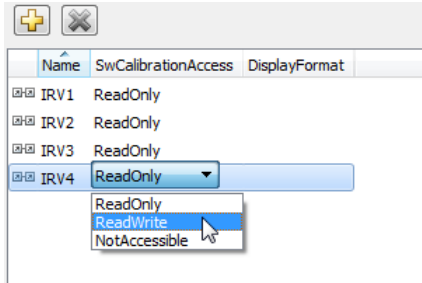 Name SwCalibrationAccess DisplayFormat
IRV1 ReadOnly
IRV2 ReadOnly
IRV3 ReadOnly
IRV4 ReadOnly
ReadOnly
ReadWrite
NotAccessible